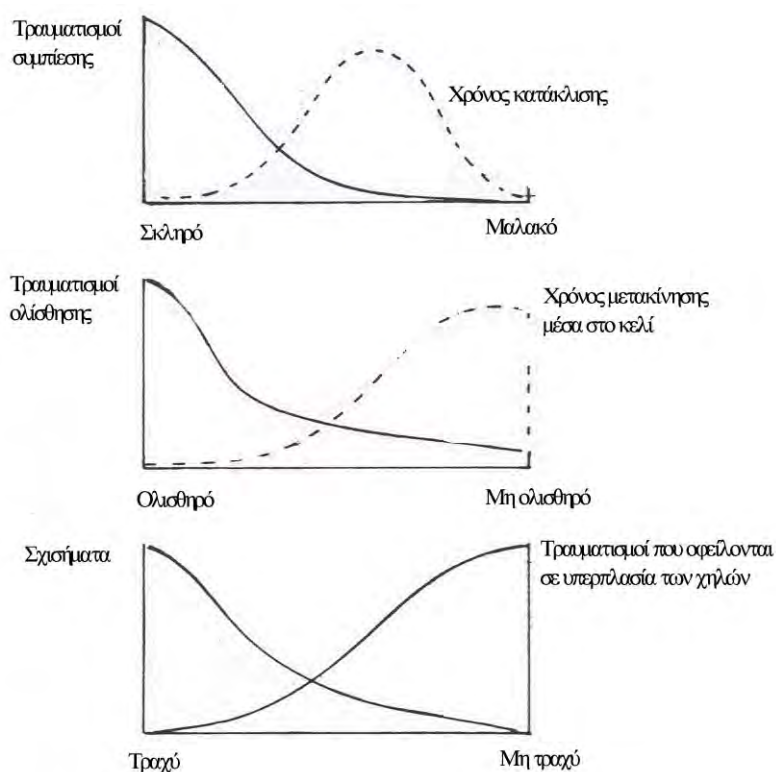 Τραυματισμοί
συμπίεσης
Χρόνος κατάκλισης
Σκληρό
Μαλακό
Τραυματισμοί
ολίσθησης
Χρόνος μετακίνησης
μέσα στο κελί
Ολισθηρό
Μη ολισθηρό
Σχισήματα
Τραυματισμοί που οφείλονται
σε υπερπλασία των χηλών
Τραχύ
Μη τραχύ